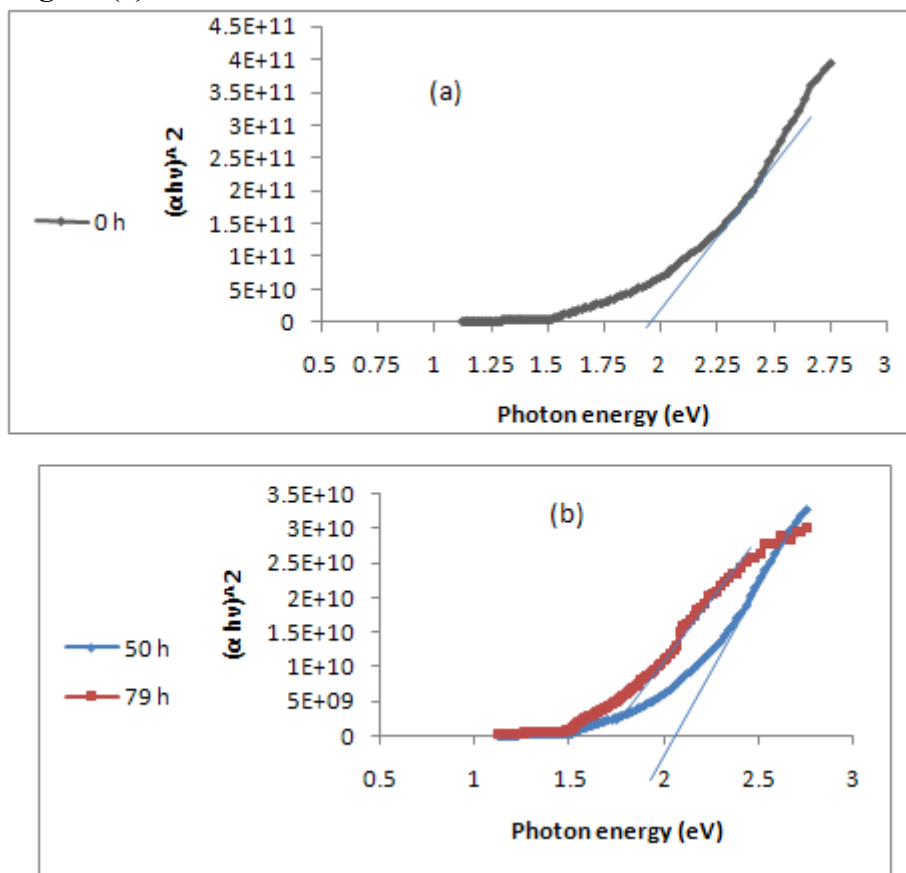 4.5E+11
4E+11
3.5E+11
3E+11
2.5E+11
2E+11
1.5E+11
1E+11
5E+10
0
(αhν)^ 2
(a)
0 h
0.5 0.75 1 1.25 1.5 1.75 2 2.25 2.5 2.75 3
Photon energy (eV)
3.5E+10
3E+10
2.5E+10
2E+10
1.5E+10
1E+10
5E+09
0
(α hν)^2
(b)
50 h
79 h
0.5 1 1.5 2 2.5 3
Photon energy (eV)